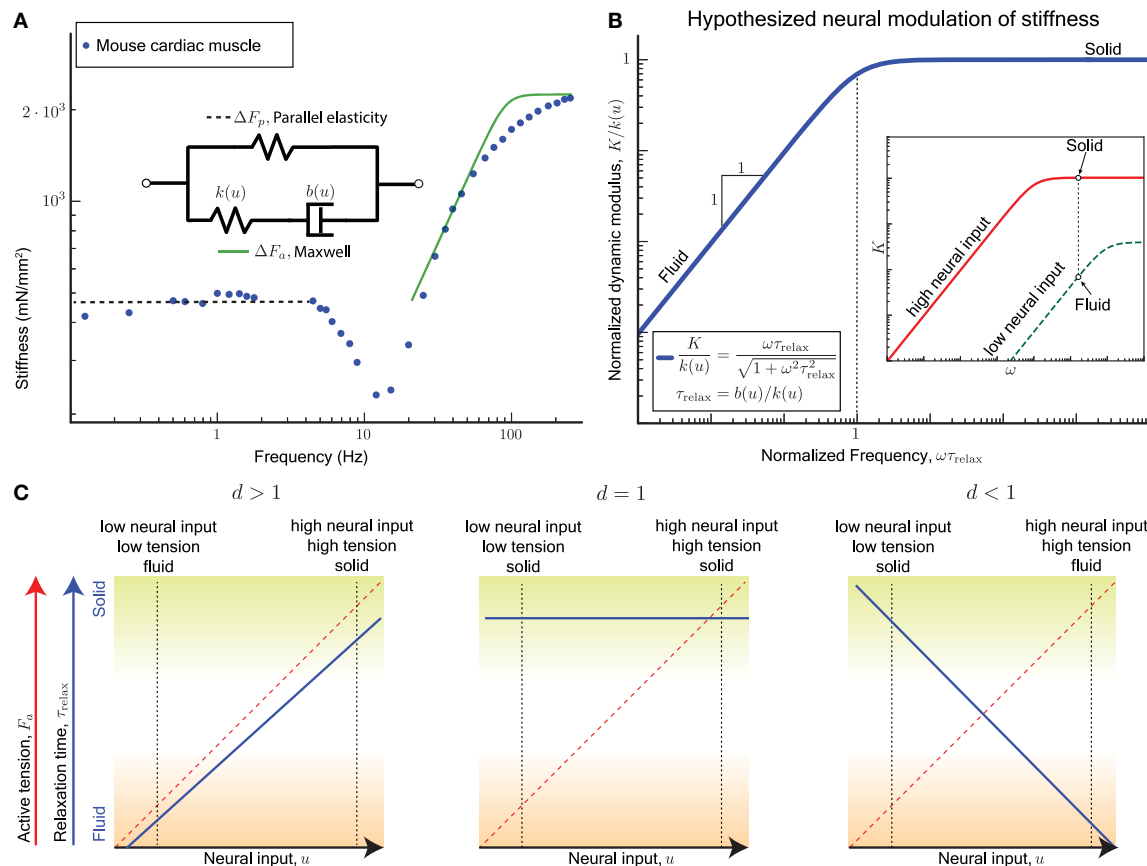 A
Mouse cardiac muscle
2 · 10³
10³
Stiffness (mN/mm²)
ΔFₚ, Parallel elasticity
k(u)
b(u)
ΔFₐ, Maxwell
1
10
100
Frequency (Hz)
B
Hypothesized neural modulation of stiffness
1
Solid
Normalized dynamic modulus, K/k(u)
1
1
Fluid
K/k(u) = ωτ_relax/√(1 + ω²τ²_relax)
τ_relax = b(u)/k(u)
1
Normalized Frequency, ωτ_relax
Solid
K
high neural input
low neural input
Fluid
ω
C
d > 1
low neural input
low tension
fluid
high neural input
high tension
solid
d = 1
low neural input
low tension
solid
high neural input
high tension
solid
d < 1
low neural input
low tension
solid
high neural input
high tension
fluid
Active tension, Fₐ
Relaxation time, τ_relax
Solid
Fluid
Neural input, u
Neural input, u
Neural input, u